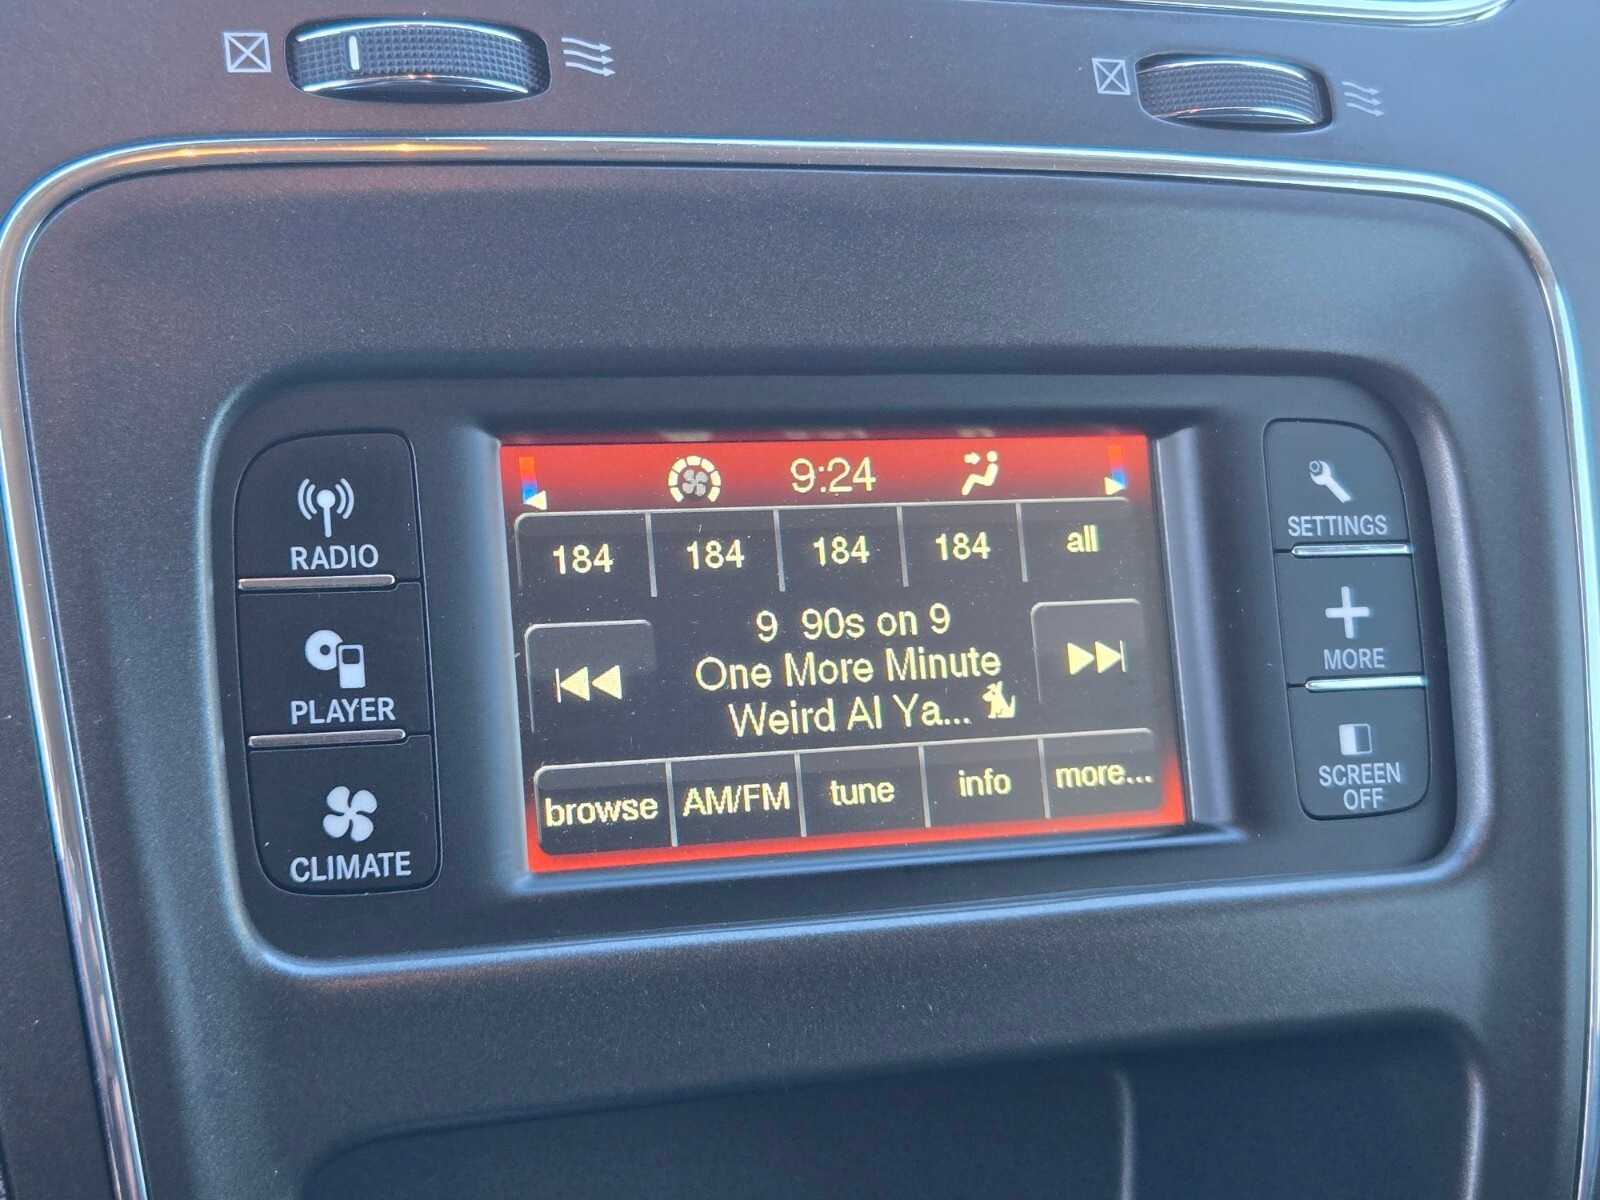 9:24
184 184 184 184 all
9 90s on 9
One More Minute
Weird Al Ya...
browse AM/FM tune info more...
RADIO
PLAYER
CLIMATE
SETTINGS
MORE
SCREEN
OFF